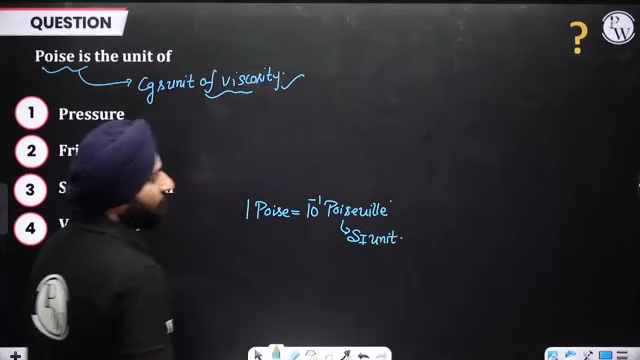 QUESTION
?
P W
Poise is the unit of
Cgs unit of viscosity.
1 Pressure
2
3
4
1 Poise = 10⁻¹ Poiseuille
SI unit.
W